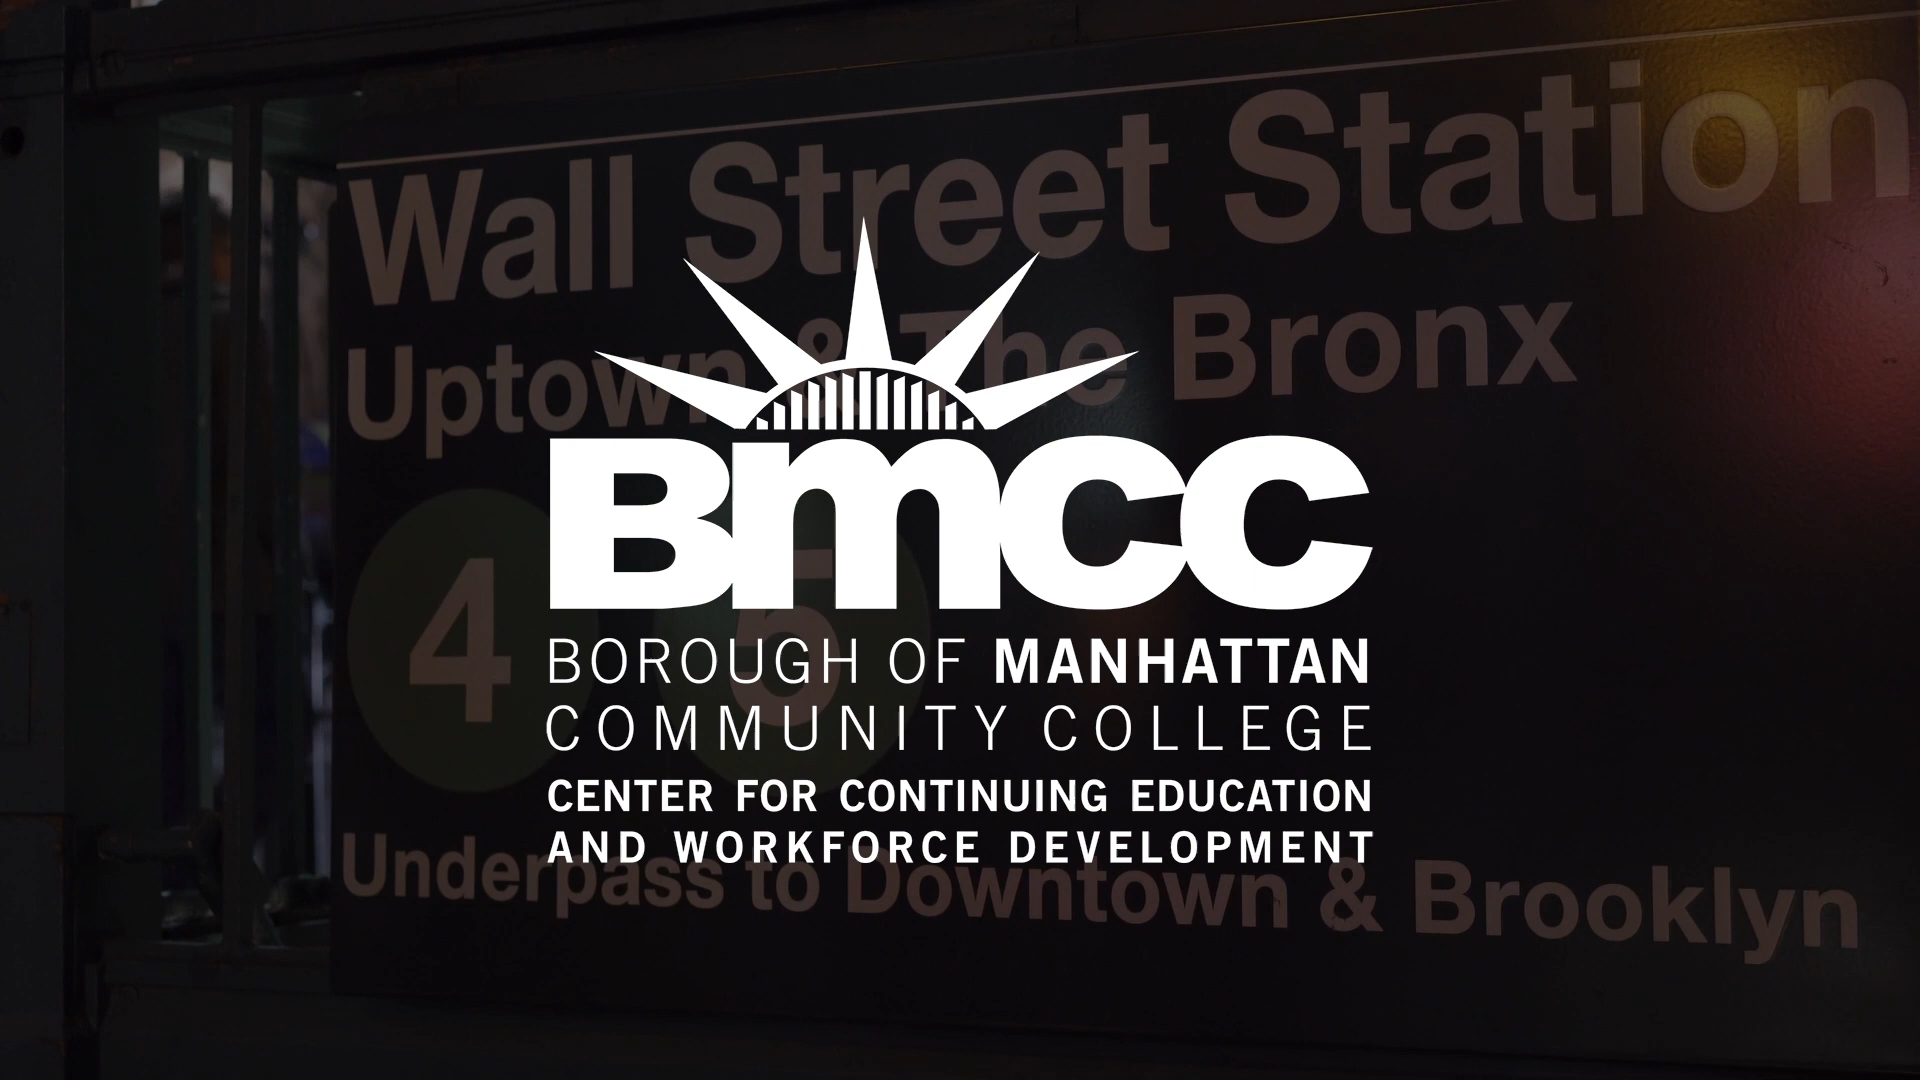 Wall Street Station
Uptown & The Bronx
4 5
Underpass to Downtown & Brooklyn
Bmcc
BOROUGH OF MANHATTAN
COMMUNITY COLLEGE
CENTER FOR CONTINUING EDUCATION
AND WORKFORCE DEVELOPMENT